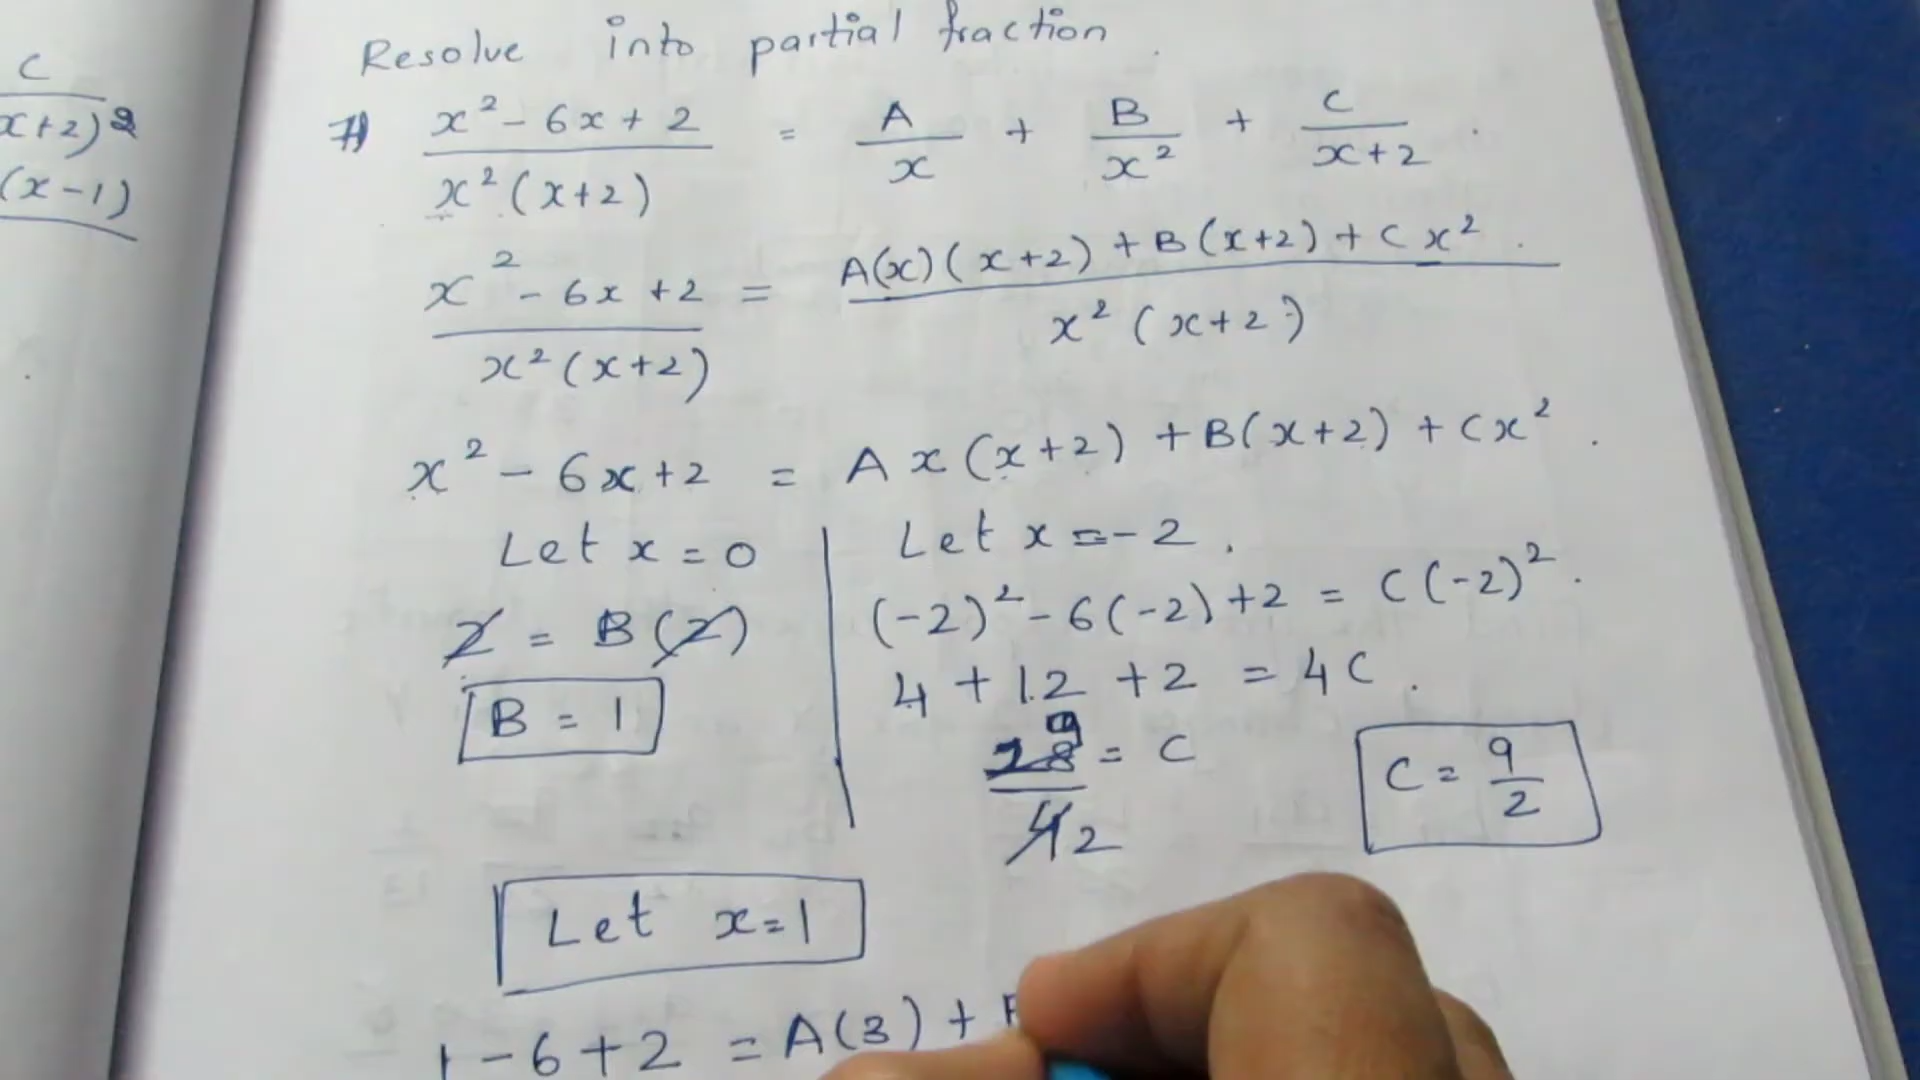 C
x+2)2
(x-1)
Resolve into partial fraction
7) x² - 6x + 2 / x² (x+2) = A / x + B / x² + C / x+2 .
x² - 6x + 2 / x² (x+2) = A(x)(x+2) + B(x+2) + Cx² / x² (x+2)
x² - 6x + 2 = Ax(x+2) + B(x+2) + Cx² .
Let x = 0
2 = B(2)
B = 1
Let x = -2 .
(-2)² - 6(-2) + 2 = C(-2)² .
4 + 12 + 2 = 4C .
9
18 / 4 2 = C
C = 9 / 2
Let x = 1
1 - 6 + 2 = A(3) +